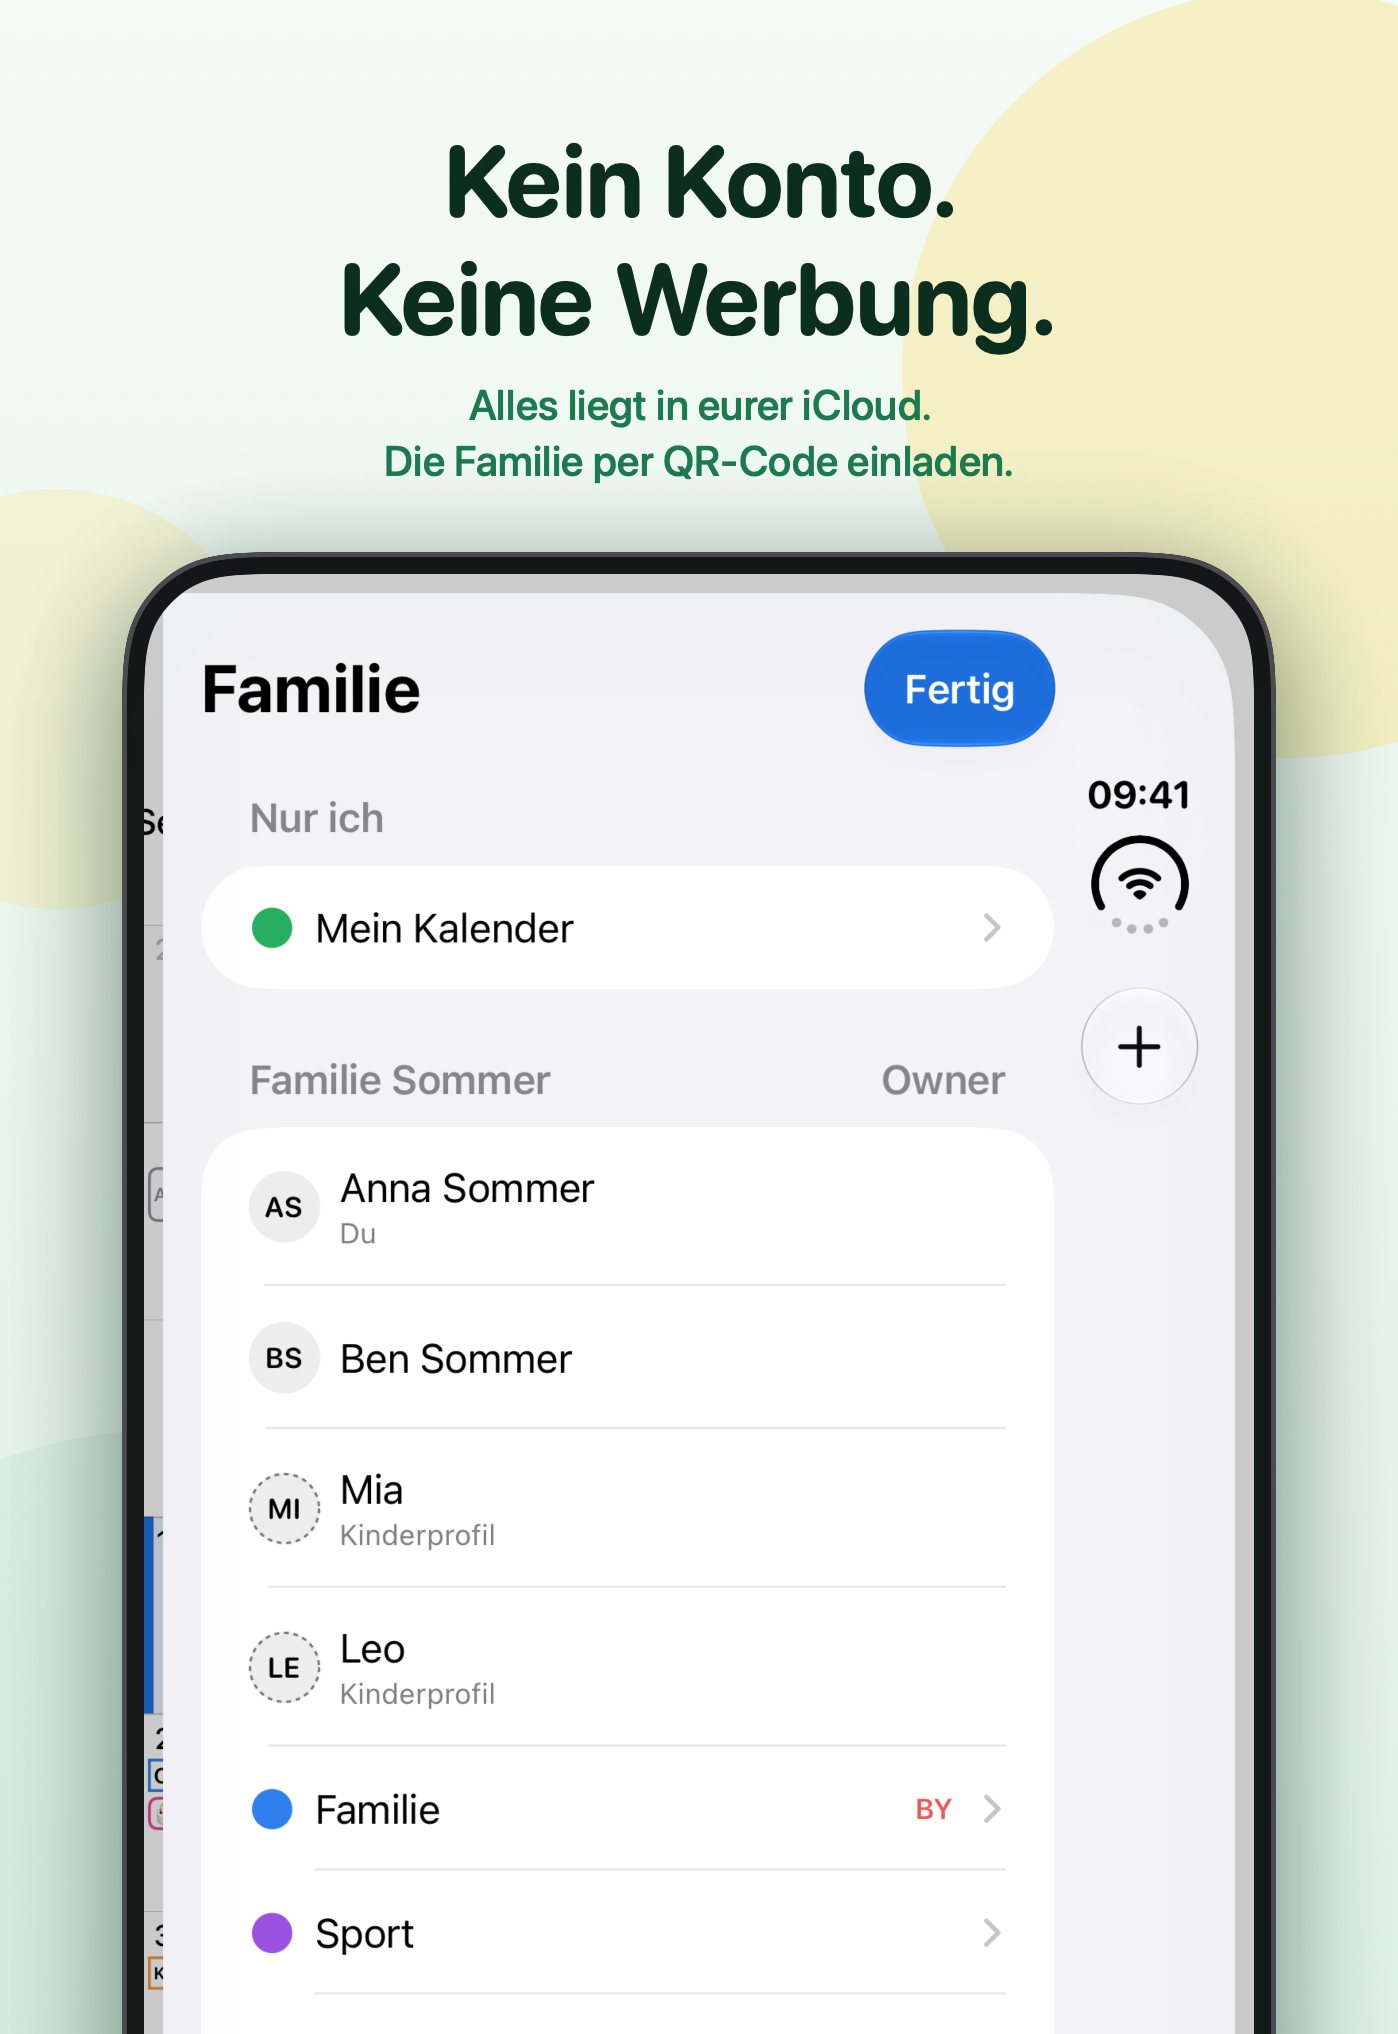 Kein Konto.
Keine Werbung.
Alles liegt in eurer iCloud.
Die Familie per QR-Code einladen.
Familie
Fertig
09:41
Nur ich
Mein Kalender
Familie Sommer
Owner
AS
Anna Sommer
Du
BS
Ben Sommer
MI
Mia
Kinderprofil
LE
Leo
Kinderprofil
Familie
BY
Sport